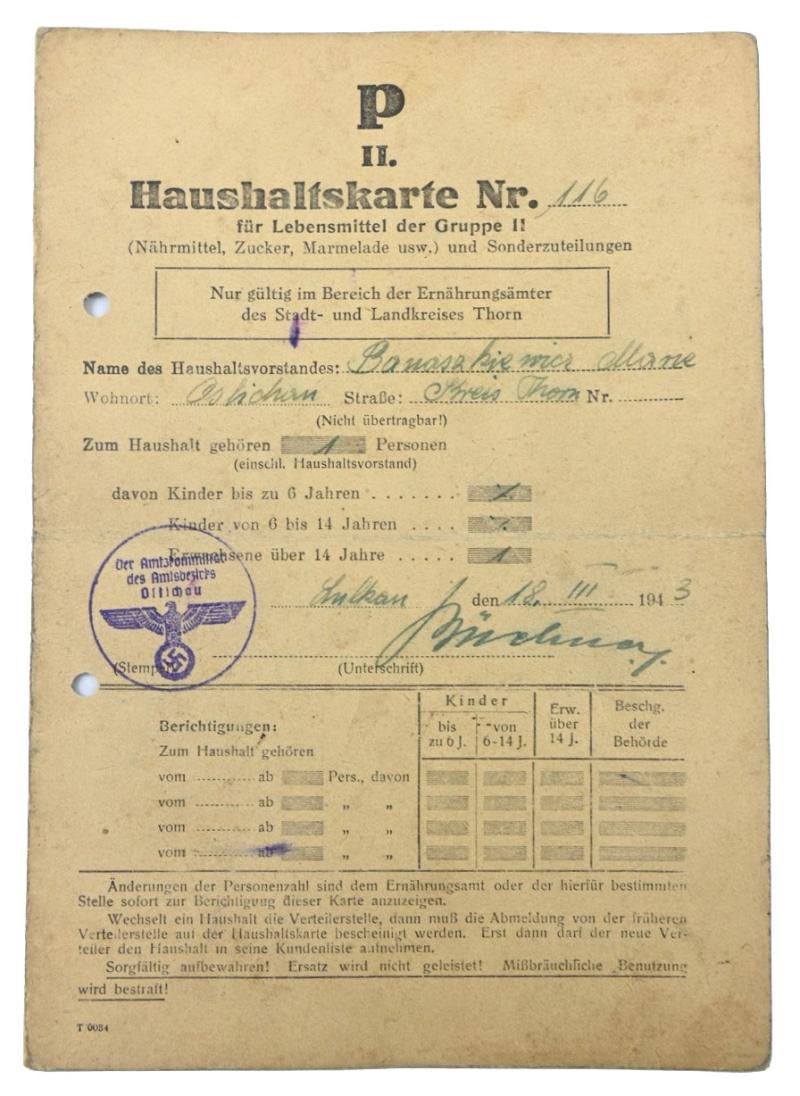 P
II.
Haushaltskarte Nr. 116
für Lebensmittel der Gruppe II
(Nährmittel, Zucker, Marmelade usw.) und Sonderzuteilungen
Nur gültig im Bereich der Ernährungsämter
des Stadt- und Landkreises Thorn
Name des Haushaltsvorstandes: Banaszkiewicz Marie
Wohnort: Ostichau Straße: Kreis Thorn Nr.
(Nicht übertragbar!)
Zum Haushalt gehören 1 Personen
(einschl. Haushaltsvorstand)
davon Kinder bis zu 6 Jahren . . . . . . .
Kinder von 6 bis 14 Jahren . . . .
Erwachsene über 14 Jahre . . . . . 1
Der Amtskommissar
des Amtsbezirks
Ostichau
Lulkau den 18. III 1943
(Stempel) (Unterschrift)
Berichtigungen:
Zum Haushalt gehören
Kinder
bis zu 6 J.
von 6-14 J.
Erw. über 14 J.
Beschg. der Behörde
vom ab Pers., davon
vom ab „ „
vom ab „ „
vom ab „ „
Änderungen der Personenzahl sind dem Ernährungsamt oder der hierfür bestimmten
Stelle sofort zur Berichtigung dieser Karte anzuzeigen.
Wechselt ein Haushalt die Verteilerstelle, dann muß die Abmeldung von der früheren
Verteilerstelle auf der Haushaltskarte bescheinigt werden. Erst dann darf der neue Ver-
teiler den Haushalt in seine Kundenliste aufnehmen.
Sorgfältig aufbewahren! Ersatz wird nicht geleistet! Mißbräuchliche Benutzung
wird bestraft!
T 0034